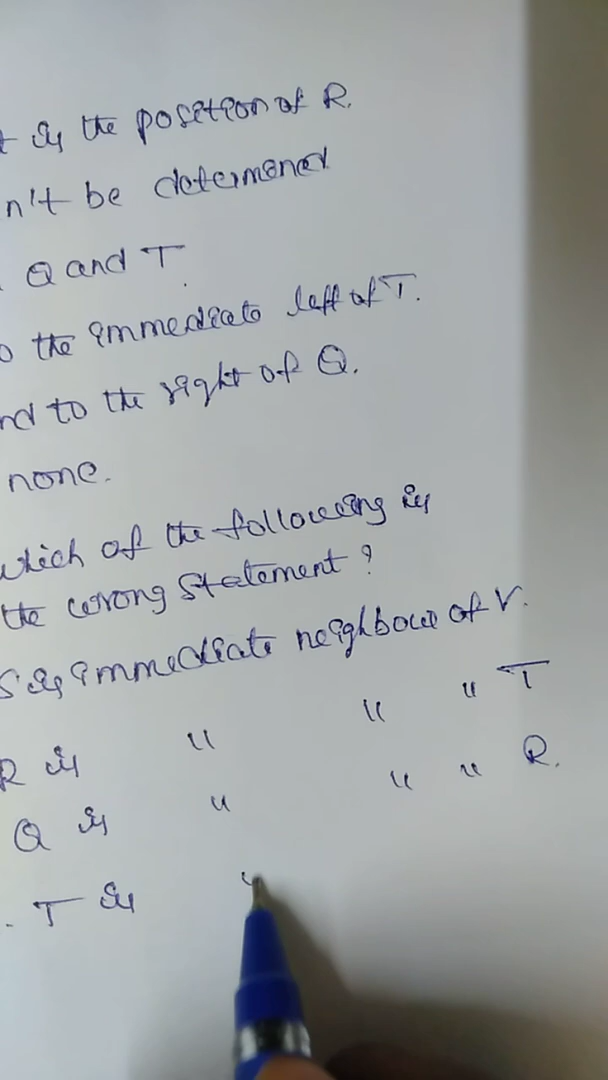 is the position of R.
n't be determined
Q and T.
o the immediate left of T.
nd to the right of Q.
none.
which of the following is
the wrong statement?
S is immediate neighbour of V.
R is " " " T
Q is " " " R.
. T is "